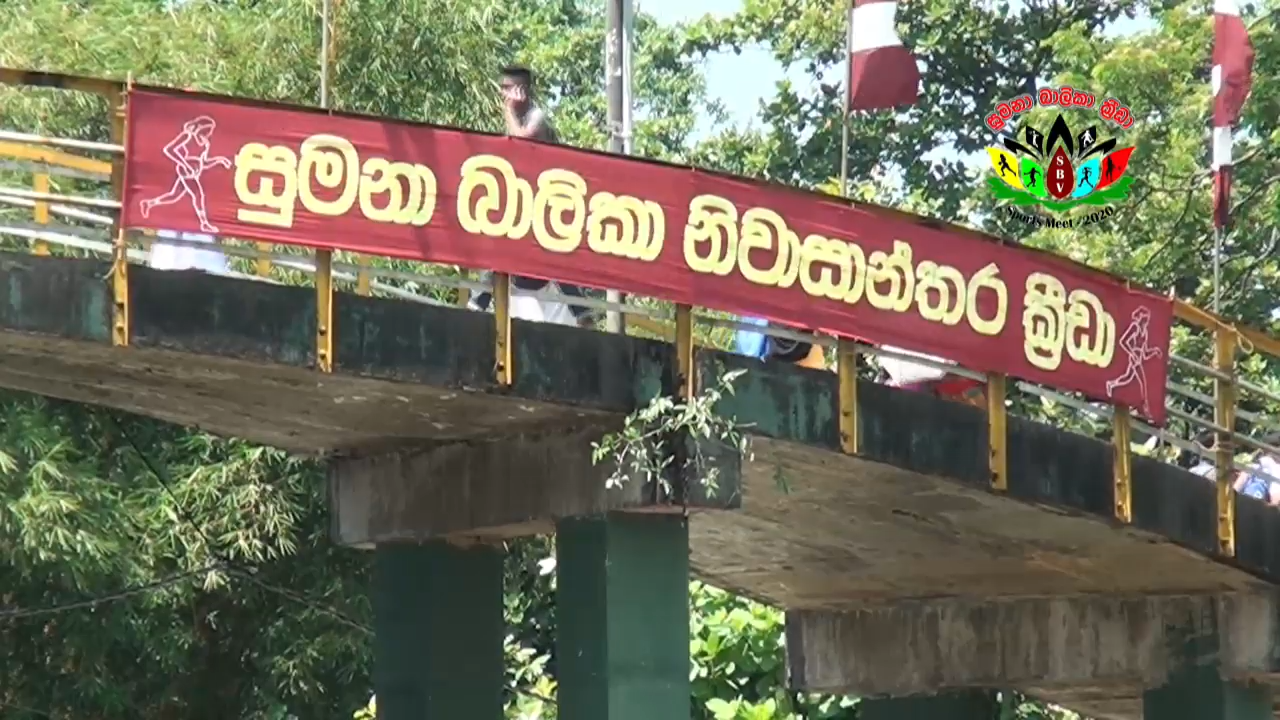 සුමනා බාලිකා නිවාසාන්තර ක්‍රීඩා
සුමනා බාලිකා ක්‍රීඩා
SBV
Sports Meet - 2020